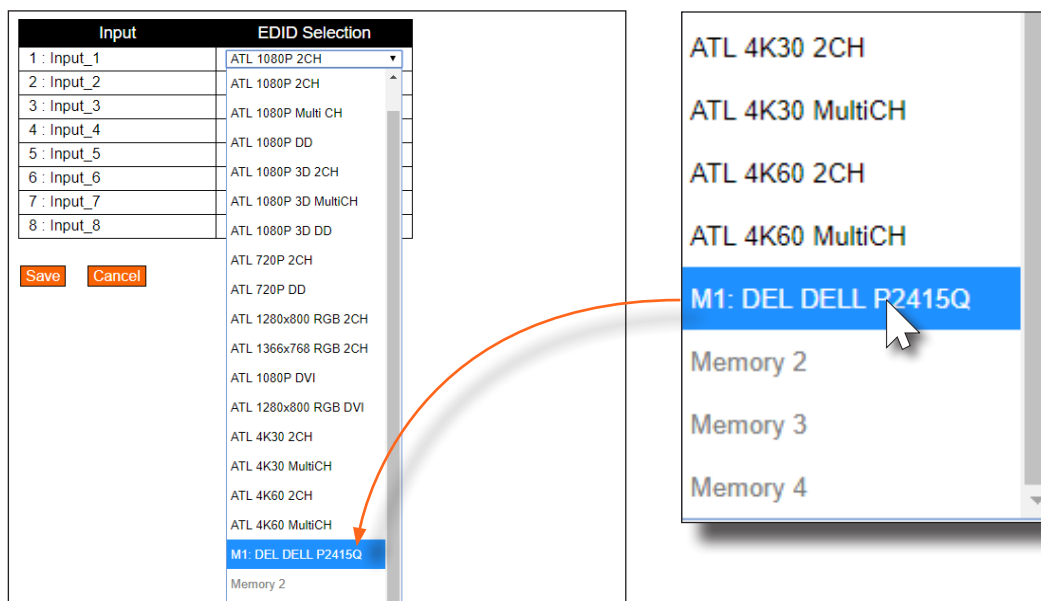 Input EDID Selection
1 : Input_1 ATL 1080P 2CH
2 : Input_2
3 : Input_3
4 : Input_4
5 : Input_5
6 : Input_6
7 : Input_7
8 : Input_8
Save Cancel
ATL 1080P 2CH
ATL 1080P Multi CH
ATL 1080P DD
ATL 1080P 3D 2CH
ATL 1080P 3D MultiCH
ATL 1080P 3D DD
ATL 720P 2CH
ATL 720P DD
ATL 1280x800 RGB 2CH
ATL 1366x768 RGB 2CH
ATL 1080P DVI
ATL 1280x800 RGB DVI
ATL 4K30 2CH
ATL 4K30 MultiCH
ATL 4K60 2CH
ATL 4K60 MultiCH
M1: DEL DELL P2415Q
Memory 2
ATL 4K30 2CH
ATL 4K30 MultiCH
ATL 4K60 2CH
ATL 4K60 MultiCH
M1: DEL DELL P2415Q
Memory 2
Memory 3
Memory 4